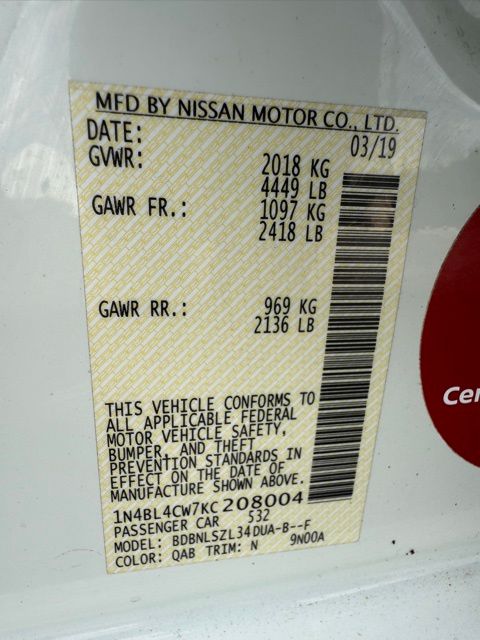 MFD BY NISSAN MOTOR CO., LTD.
DATE: 03/19
GVWR: 2018 KG
4449 LB
GAWR FR.: 1097 KG
2418 LB
GAWR RR.: 969 KG
2136 LB
THIS VEHICLE CONFORMS TO
ALL APPLICABLE FEDERAL
MOTOR VEHICLE SAFETY,
BUMPER, AND THEFT
PREVENTION STANDARDS IN
EFFECT ON THE DATE OF
MANUFACTURE SHOWN ABOVE.
1N4BL4CW7KC208004
PASSENGER CAR 532
MODEL: BDBNLSZL34DUA-B--F
COLOR: QAB TRIM: N 9N00A